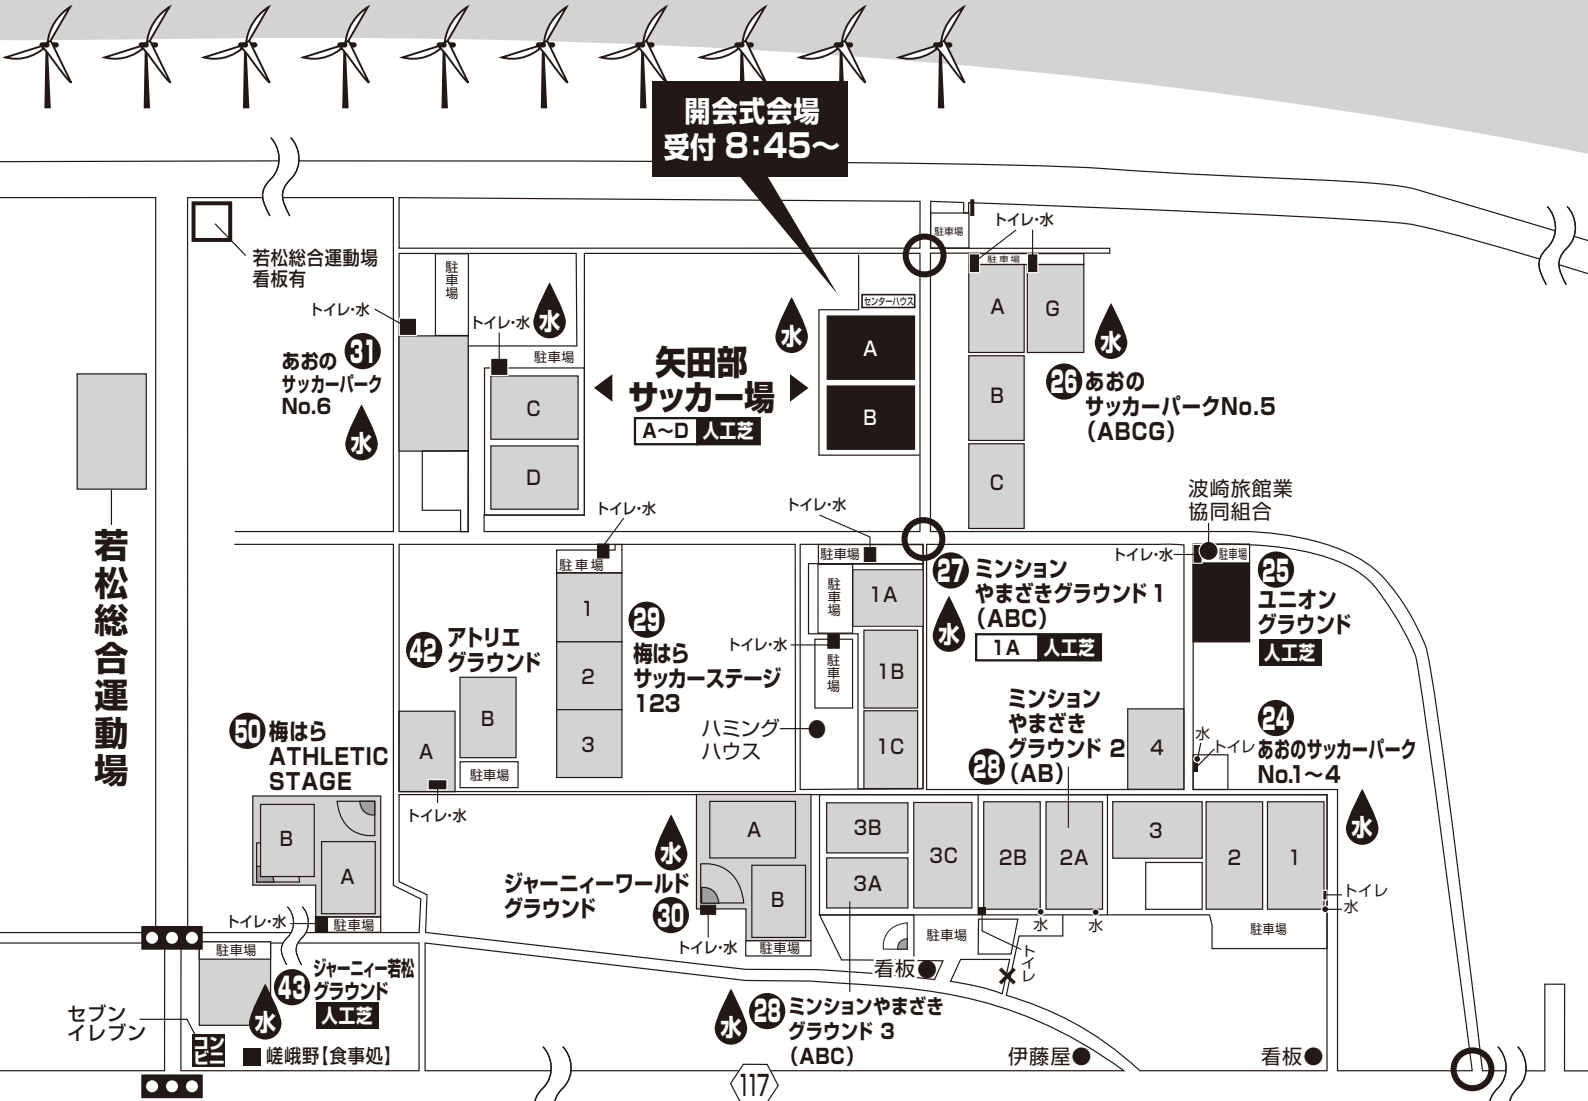 開会式会場
受付 8:45〜
若松総合運動場
看板有
駐車場
トイレ・水
31
あおの
サッカーパーク
No.6
水
トイレ・水
水
駐車場
C
D
矢田部
サッカー場
A〜D 人工芝
水
センターハウス
A
B
駐車場
トイレ・水
駐車場
A
G
B
C
水
26
あおの
サッカーパークNo.5
(ABCG)
若松総合運動場
波崎旅館業
協同組合
トイレ・水
駐車場
25
ユニオン
グラウンド
人工芝
トイレ・水
駐車場
1
2
3
29
梅はら
サッカーステージ
123
42
アトリエ
グラウンド
B
A
駐車場
トイレ・水
トイレ・水
駐車場
駐車場
1A
トイレ・水
駐車場
1B
1C
ハミング
ハウス
27
ミンション
やまざきグラウンド 1
(ABC)
1A 人工芝
水
ミンション
やまざき
グラウンド 2
28
(AB)
4
水
トイレ
24
あおのサッカーパーク
No.1〜4
水
50
梅はら
ATHLETIC
STAGE
B
A
トイレ・水
駐車場
水
ジャーニィーワールド
グラウンド
30
A
B
トイレ・水
駐車場
3B
3A
3C
2B
2A
3
2
1
トイレ
水
駐車場
水
水
トイレ
駐車場
看板
駐車場
43
ジャーニィー若松
グラウンド
人工芝
水
セブン
イレブン
コン
ビニ
嵯峨野【食事処】
水
28
ミンションやまざき
グラウンド 3
(ABC)
117
伊藤屋
看板